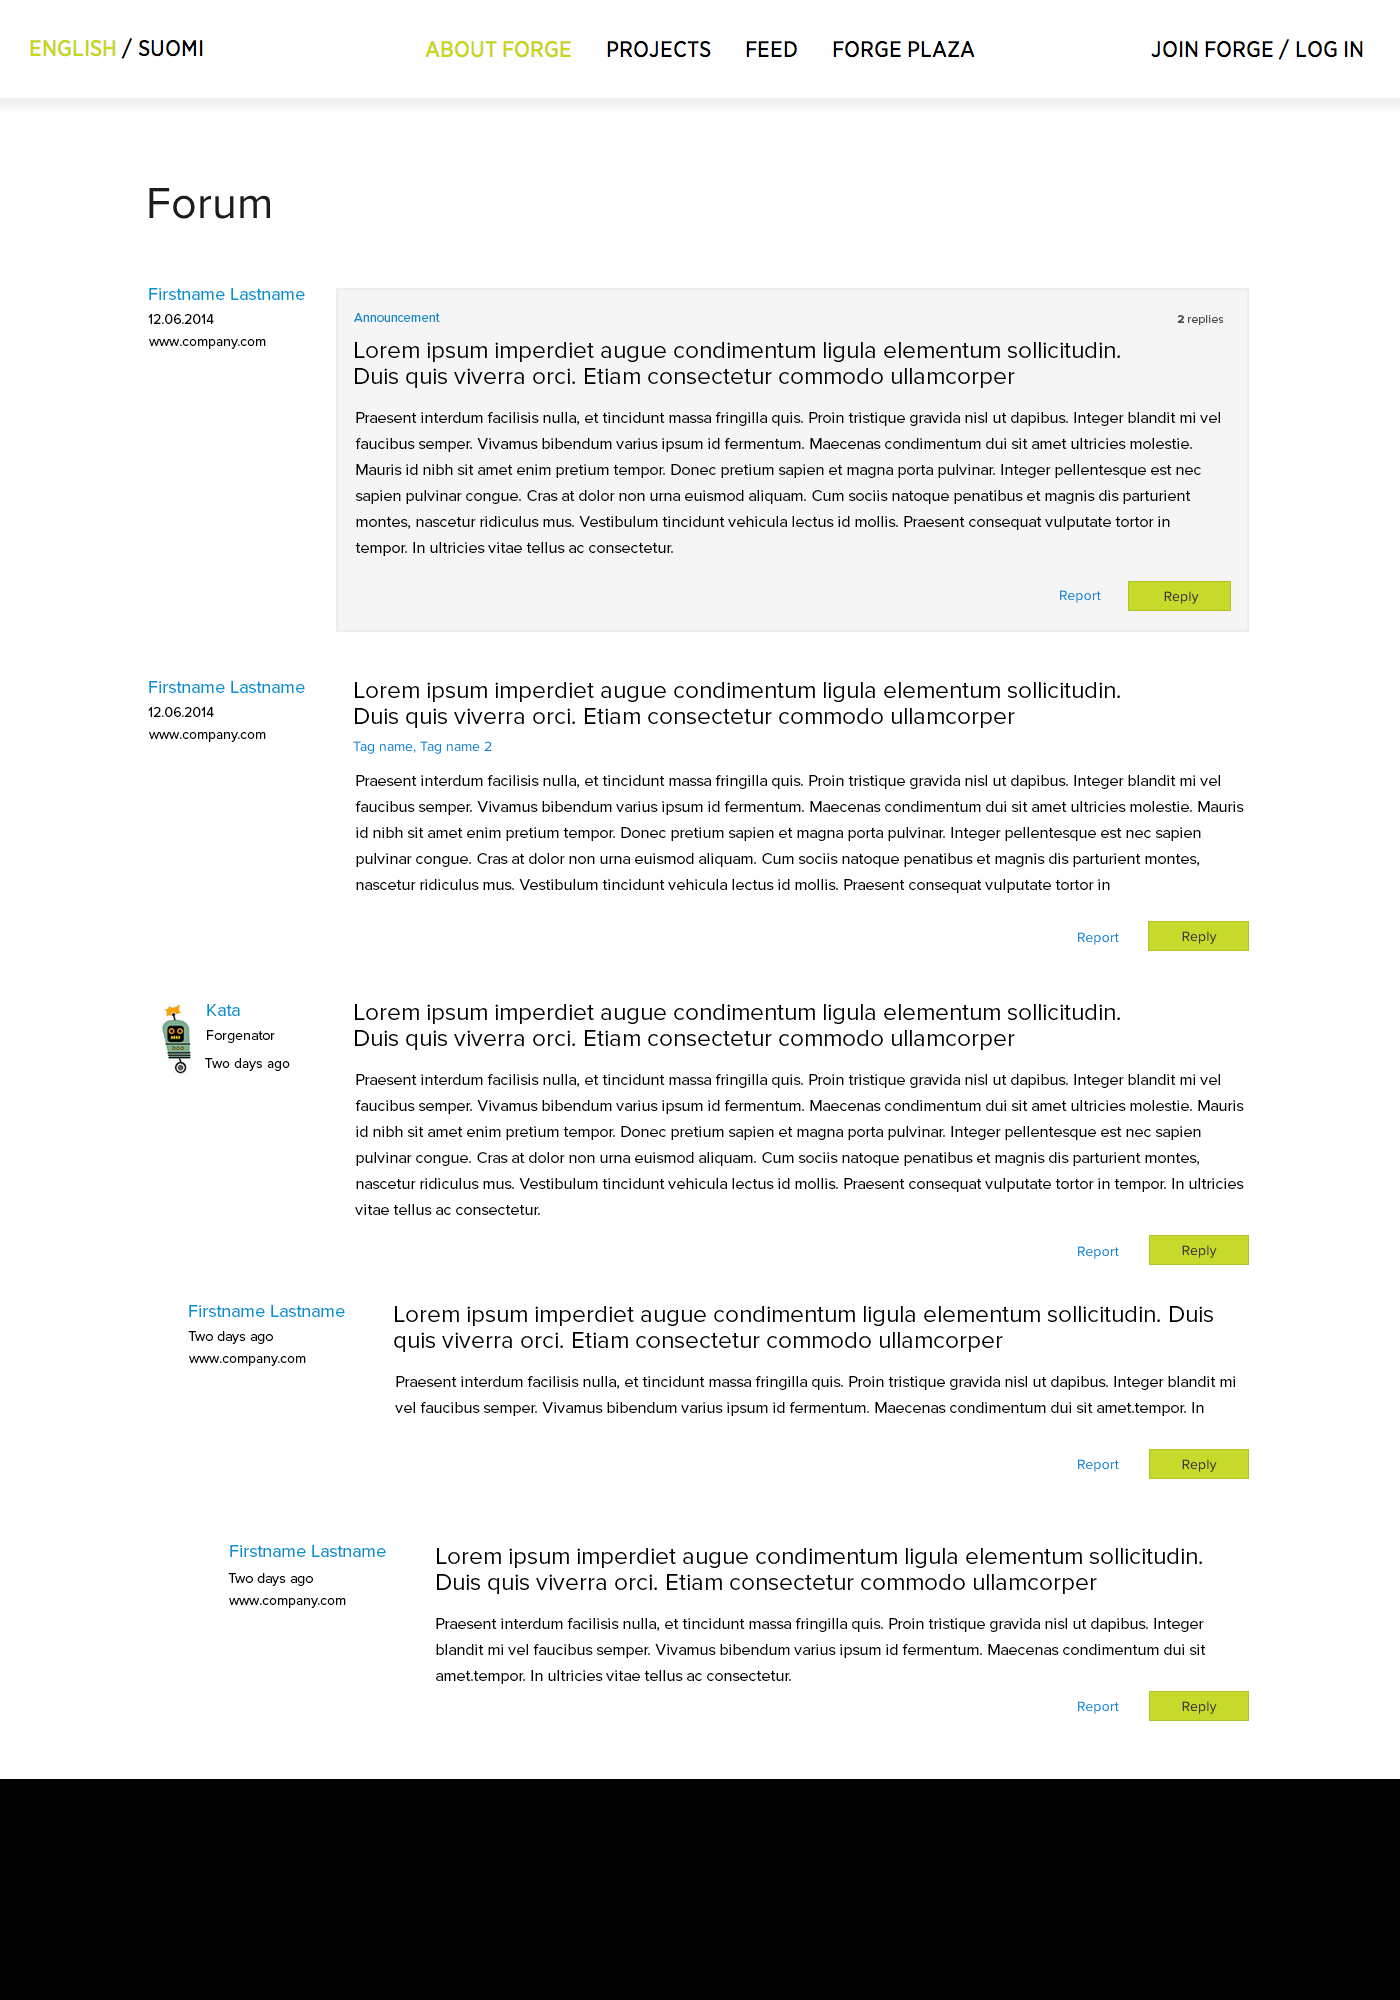 ENGLISH / SUOMI
ABOUT FORGE PROJECTS FEED FORGE PLAZA
JOIN FORGE / LOG IN
Forum
Firstname Lastname
12.06.2014
www.company.com
Announcement
2 replies
Lorem ipsum imperdiet augue condimentum ligula elementum sollicitudin.
Duis quis viverra orci. Etiam consectetur commodo ullamcorper
Praesent interdum facilisis nulla, et tincidunt massa fringilla quis. Proin tristique gravida nisl ut dapibus. Integer blandit mi vel
faucibus semper. Vivamus bibendum varius ipsum id fermentum. Maecenas condimentum dui sit amet ultricies molestie.
Mauris id nibh sit amet enim pretium tempor. Donec pretium sapien et magna porta pulvinar. Integer pellentesque est nec
sapien pulvinar congue. Cras at dolor non urna euismod aliquam. Cum sociis natoque penatibus et magnis dis parturient
montes, nascetur ridiculus mus. Vestibulum tincidunt vehicula lectus id mollis. Praesent consequat vulputate tortor in
tempor. In ultricies vitae tellus ac consectetur.
Report
Reply
Firstname Lastname
12.06.2014
www.company.com
Lorem ipsum imperdiet augue condimentum ligula elementum sollicitudin.
Duis quis viverra orci. Etiam consectetur commodo ullamcorper
Tag name, Tag name 2
Praesent interdum facilisis nulla, et tincidunt massa fringilla quis. Proin tristique gravida nisl ut dapibus. Integer blandit mi vel
faucibus semper. Vivamus bibendum varius ipsum id fermentum. Maecenas condimentum dui sit amet ultricies molestie. Mauris
id nibh sit amet enim pretium tempor. Donec pretium sapien et magna porta pulvinar. Integer pellentesque est nec sapien
pulvinar congue. Cras at dolor non urna euismod aliquam. Cum sociis natoque penatibus et magnis dis parturient montes,
nascetur ridiculus mus. Vestibulum tincidunt vehicula lectus id mollis. Praesent consequat vulputate tortor in
Report
Reply
Kata
Forgenator
Two days ago
Lorem ipsum imperdiet augue condimentum ligula elementum sollicitudin.
Duis quis viverra orci. Etiam consectetur commodo ullamcorper
Praesent interdum facilisis nulla, et tincidunt massa fringilla quis. Proin tristique gravida nisl ut dapibus. Integer blandit mi vel
faucibus semper. Vivamus bibendum varius ipsum id fermentum. Maecenas condimentum dui sit amet ultricies molestie. Mauris
id nibh sit amet enim pretium tempor. Donec pretium sapien et magna porta pulvinar. Integer pellentesque est nec sapien
pulvinar congue. Cras at dolor non urna euismod aliquam. Cum sociis natoque penatibus et magnis dis parturient montes,
nascetur ridiculus mus. Vestibulum tincidunt vehicula lectus id mollis. Praesent consequat vulputate tortor in tempor. In ultricies
vitae tellus ac consectetur.
Report
Reply
Firstname Lastname
Two days ago
www.company.com
Lorem ipsum imperdiet augue condimentum ligula elementum sollicitudin. Duis
quis viverra orci. Etiam consectetur commodo ullamcorper
Praesent interdum facilisis nulla, et tincidunt massa fringilla quis. Proin tristique gravida nisl ut dapibus. Integer blandit mi
vel faucibus semper. Vivamus bibendum varius ipsum id fermentum. Maecenas condimentum dui sit amet.tempor. In
Report
Reply
Firstname Lastname
Two days ago
www.company.com
Lorem ipsum imperdiet augue condimentum ligula elementum sollicitudin.
Duis quis viverra orci. Etiam consectetur commodo ullamcorper
Praesent interdum facilisis nulla, et tincidunt massa fringilla quis. Proin tristique gravida nisl ut dapibus. Integer
blandit mi vel faucibus semper. Vivamus bibendum varius ipsum id fermentum. Maecenas condimentum dui sit
amet.tempor. In ultricies vitae tellus ac consectetur.
Report
Reply